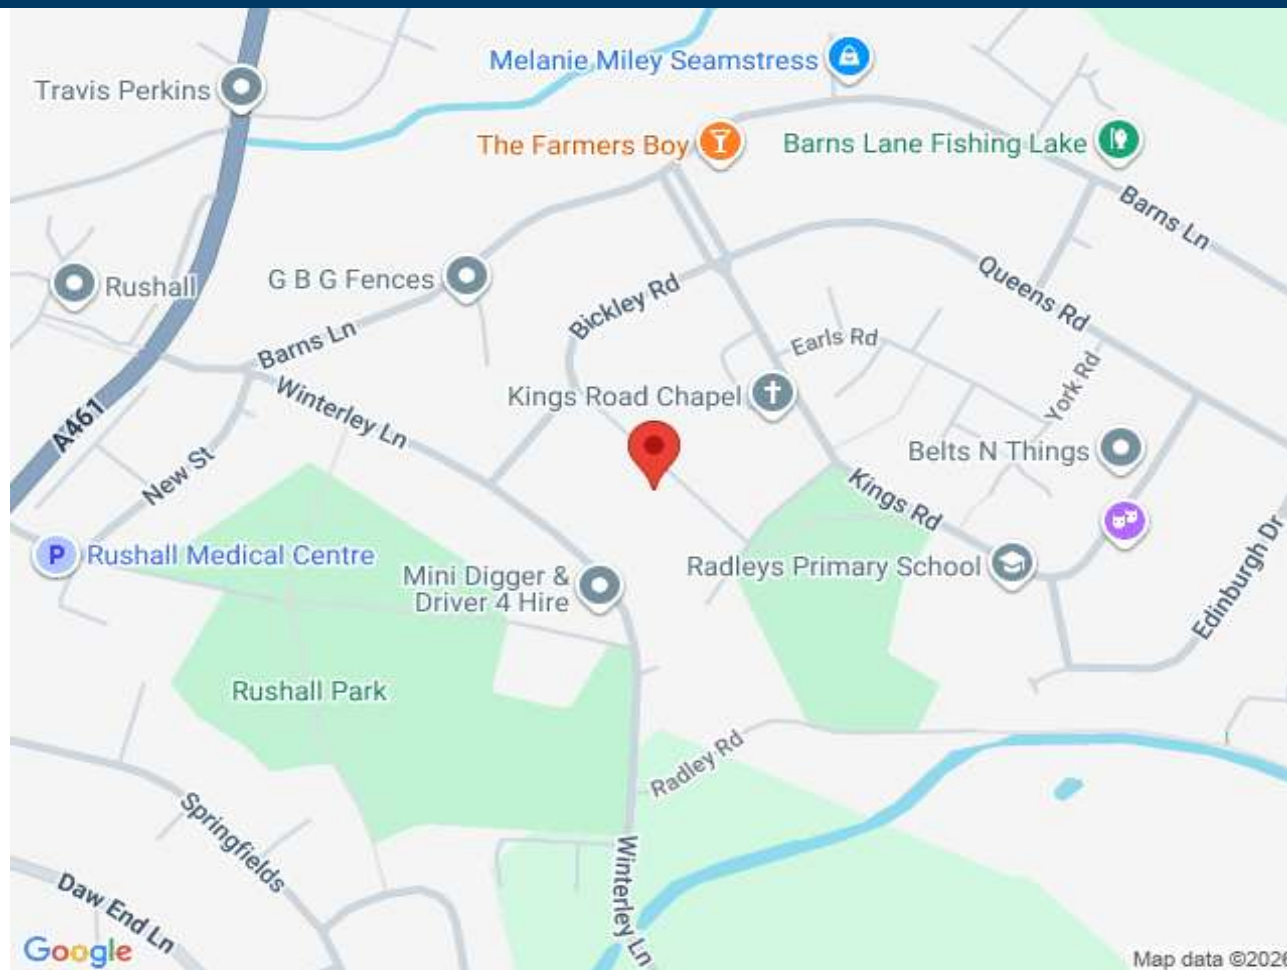 Melanie Miley Seamstress
Travis Perkins
The Farmers Boy
Barns Lane Fishing Lake
Barns Ln
Rushall
G B G Fences
Queens Rd
Bickley Rd
Barns Ln
Earls Rd
Winterley Ln
Kings Road Chapel
York Rd
A461
Belts N Things
New St
Kings Rd
P
Rushall Medical Centre
Mini Digger &
Driver 4 Hire
Radleys Primary School
Edinburgh Dr
Rushall Park
Radley Rd
Springfields
Winterley Ln
Daw End Ln
Google
Map data ©2026